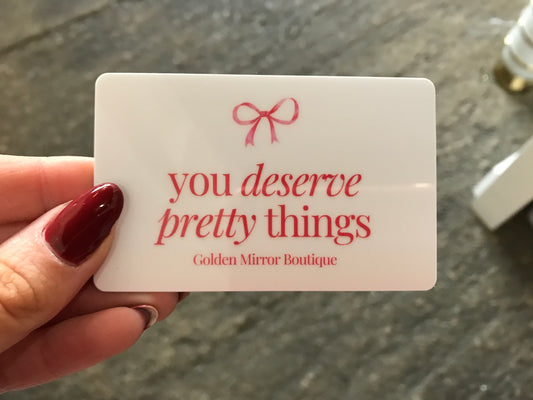 you deserve
pretty things
Golden Mirror Boutique